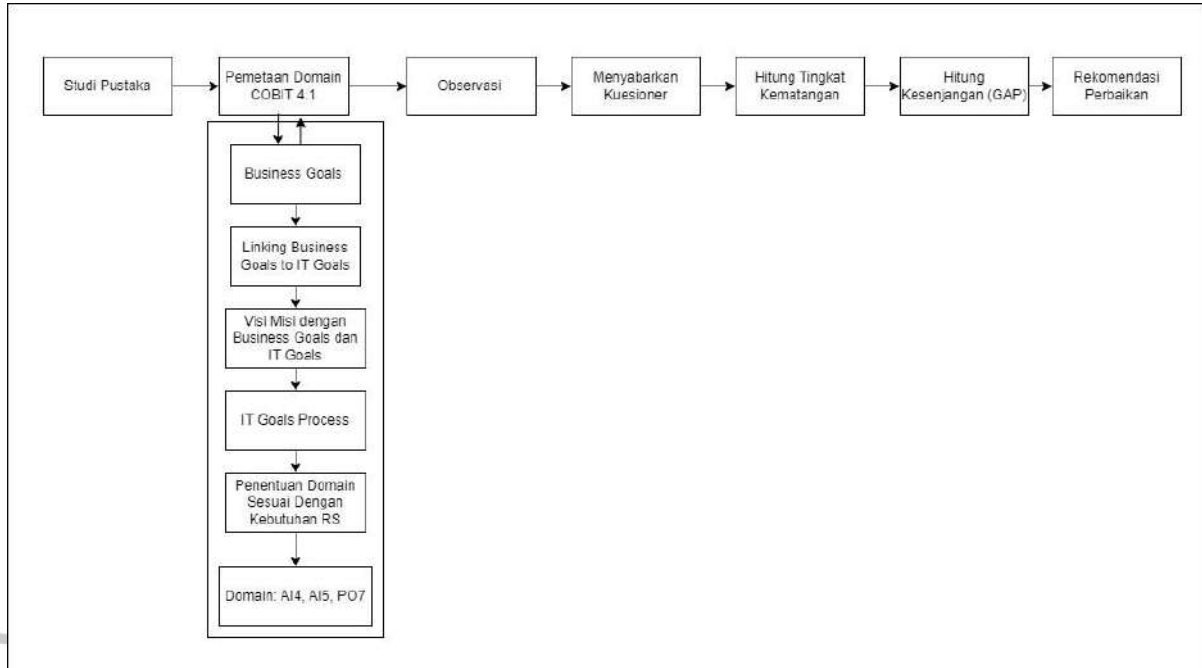 Studi Pustaka
Pemetaan Domain
COBIT 4.1
Observasi
Menyabarkan
Kuesioner
Hitung Tingkat
Kematangan
Hitung
Kesenjangan (GAP)
Rekomendasi
Perbaikan
Business Goals
Linking Business
Goals to IT Goals
Visi Misi dengan
Business Goals dan
IT Goals
IT Goals Process
Penentuan Domain
Sesuai Dengan
Kebutuhan RS
Domain: AI4, AI5, PO7